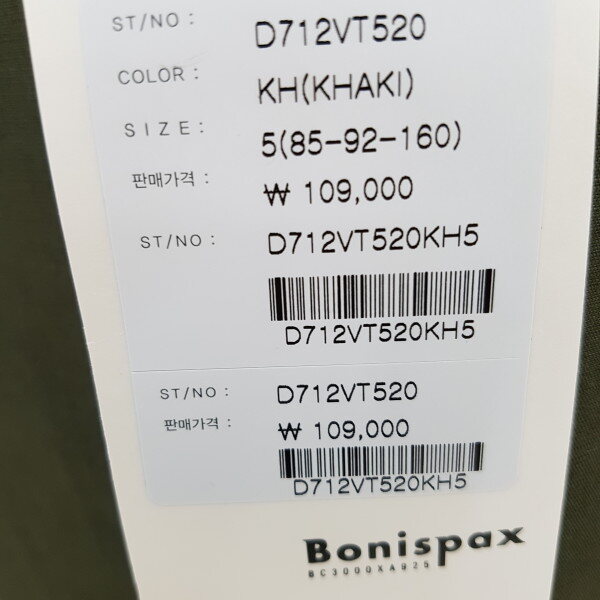 ST/NO : D712VT520
COLOR : KH(KHAKI)
SIZE : 5(85-92-160)
판매가격 : ₩ 109,000
ST/NO : D712VT520KH5
D712VT520KH5
ST/NO : D712VT520
판매가격 : ₩ 109,000
D712VT520KH5
Bonispax